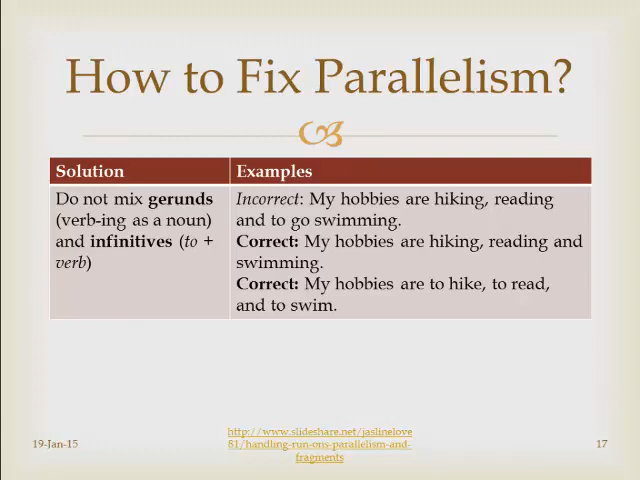 How to Fix Parallelism?
Solution
Examples
Do not mix gerunds
(verb-ing as a noun)
and infinitives (to +
verb)
Incorrect: My hobbies are hiking, reading
and to go swimming.
Correct: My hobbies are hiking, reading and
swimming.
Correct: My hobbies are to hike, to read,
and to swim.
19-Jan-15
http://www.slideshare.net/jaslinelove
81/handling-run-ons-parallelism-and-
fragments
17